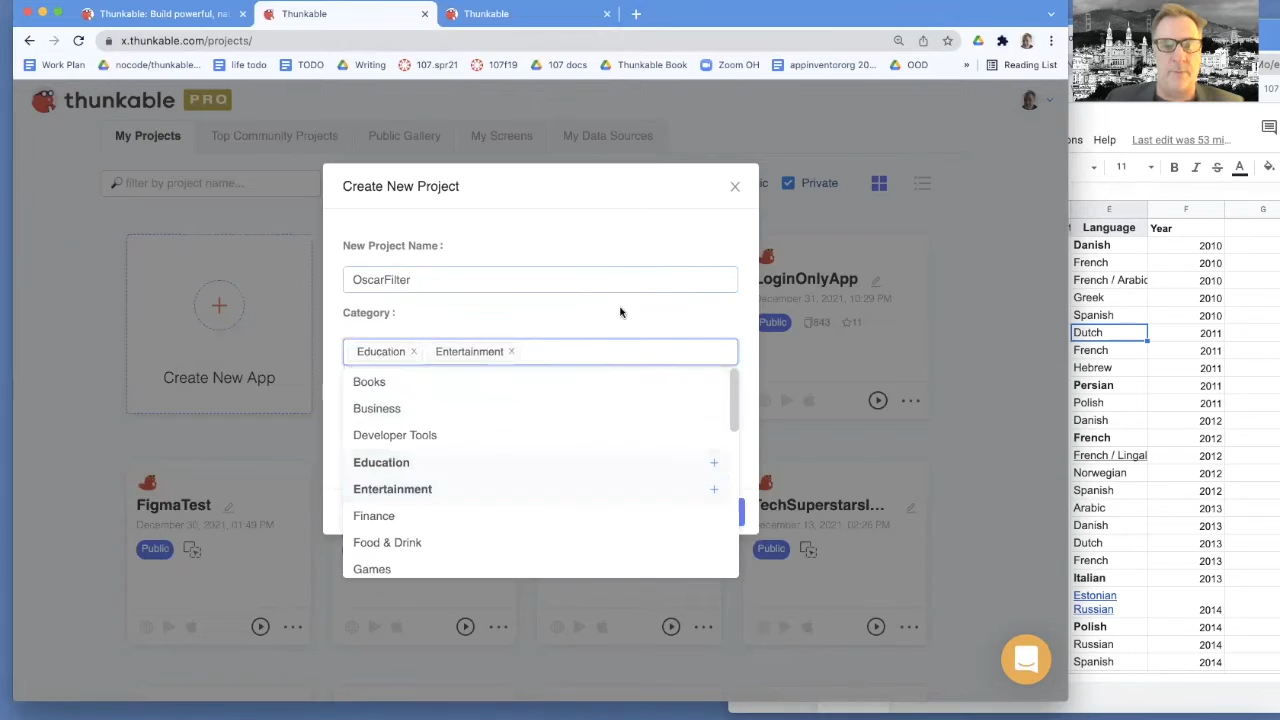 Thunkable: Build powerful, na
Thunkable
Thunkable
x.thunkable.com/projects/
Work Plan
nocode/thunkable...
life todo
TODO
Writing
107 spr21
107f19
107 docs
Thunkable Book
Zoom OH
appinventororg 20...
OOD
»
Reading List
thunkable PRO
My Projects
Top Community Projects
Public Gallery
My Screens
My Data Sources
filter by project name...
Private
Create New Project
New Project Name :
OscarFilter
Category :
Education x
Entertainment x
Books
Business
Developer Tools
Education +
Entertainment +
Finance
Food & Drink
Games
Create New App
LoginOnlyApp
December 31, 2021, 10:29 PM
Public
843
11
FigmaTest
December 30, 2021, 01:49 PM
Public
TechSuperstarsI...
December 13, 2021, 02:26 PM
Public
Help
Last edit was 53 mi...
11
B
I
S
A
E
F
G
Language Year
Danish 2010
French 2010
French / Arabic 2010
Greek 2010
Spanish 2010
Dutch 2011
French 2011
Hebrew 2011
Persian 2011
Polish 2011
Danish 2012
French 2012
French / Lingal 2012
Norwegian 2012
Spanish 2012
Arabic 2013
Danish 2013
Dutch 2013
French 2013
Italian 2013
Estonian
Russian 2014
Polish 2014
Russian 2014
Spanish 2014